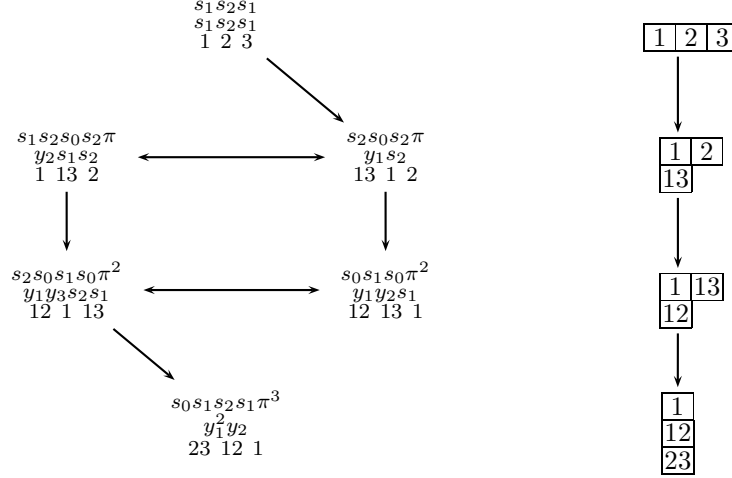 s₁s₂s₁
s₁s₂s₁
1 2 3
1 2 3
s₁s₂s₀s₂π
y₂s₁s₂
1 13 2
s₂s₀s₂π
y₁s₂
13 1 2
1 2
13
s₂s₀s₁s₀π²
y₁y₃s₂s₁
12 1 13
s₀s₁s₀π²
y₁y₂s₁
12 13 1
1 13
12
s₀s₁s₂s₁π³
y₁²y₂
23 12 1
1
12
23